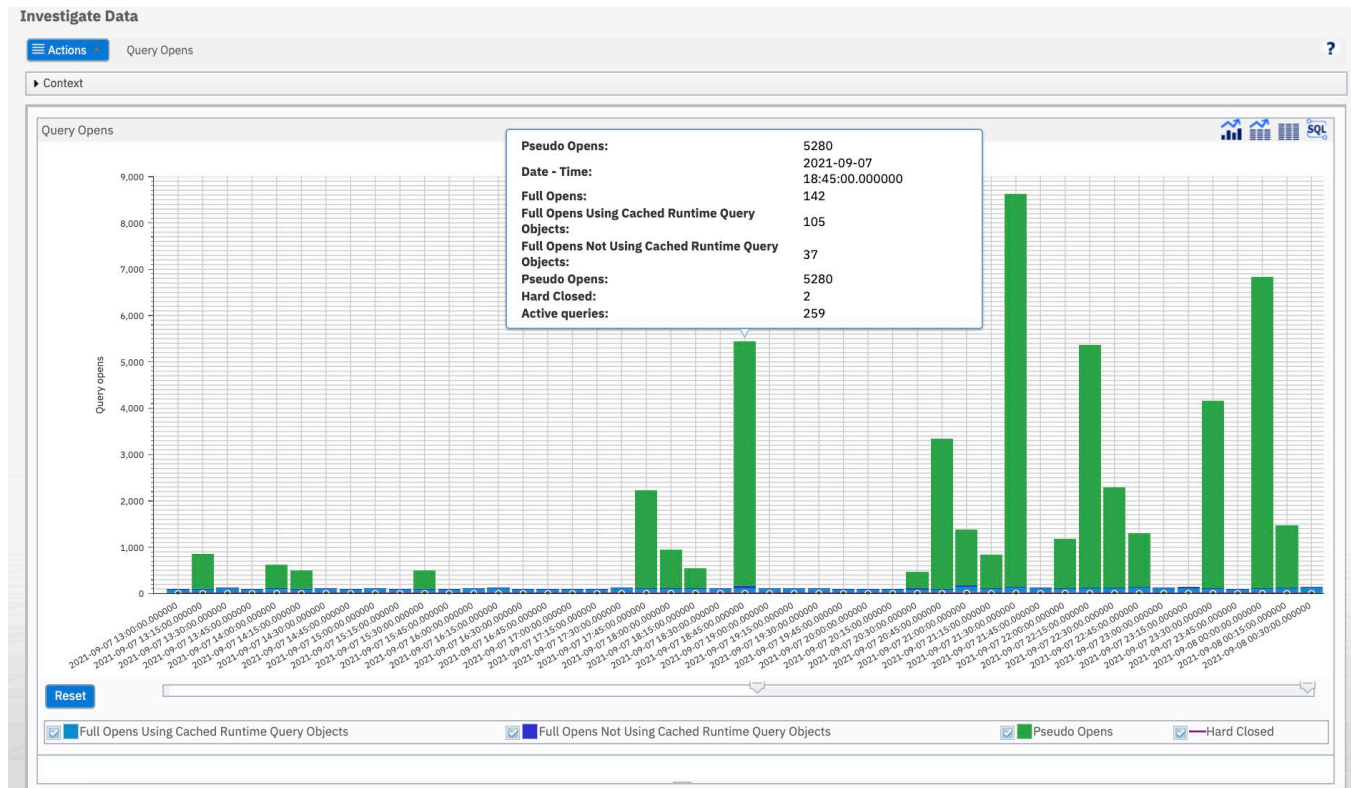 Investigate Data
Actions
Query Opens
?
Context
Query Opens
SQL
Pseudo Opens: 5280
Date - Time: 2021-09-07
18:45:00.000000
Full Opens: 142
Full Opens Using Cached Runtime Query
Objects: 105
Full Opens Not Using Cached Runtime Query
Objects: 37
Pseudo Opens: 5280
Hard Closed: 2
Active queries: 259
9,000
8,000
7,000
6,000
5,000
4,000
3,000
2,000
1,000
0
Query opens
2021-09-07 13:00:00.000000
2021-09-07 13:15:00.000000
2021-09-07 13:30:00.000000
2021-09-07 13:45:00.000000
2021-09-07 14:00:00.000000
2021-09-07 14:15:00.000000
2021-09-07 14:30:00.000000
2021-09-07 14:45:00.000000
2021-09-07 15:00:00.000000
2021-09-07 15:15:00.000000
2021-09-07 15:30:00.000000
2021-09-07 15:45:00.000000
2021-09-07 16:00:00.000000
2021-09-07 16:15:00.000000
2021-09-07 16:30:00.000000
2021-09-07 16:45:00.000000
2021-09-07 17:00:00.000000
2021-09-07 17:15:00.000000
2021-09-07 17:30:00.000000
2021-09-07 17:45:00.000000
2021-09-07 18:00:00.000000
2021-09-07 18:15:00.000000
2021-09-07 18:30:00.000000
2021-09-07 18:45:00.000000
2021-09-07 19:00:00.000000
2021-09-07 19:15:00.000000
2021-09-07 19:30:00.000000
2021-09-07 19:45:00.000000
2021-09-07 20:00:00.000000
2021-09-07 20:15:00.000000
2021-09-07 20:30:00.000000
2021-09-07 20:45:00.000000
2021-09-07 21:00:00.000000
2021-09-07 21:15:00.000000
2021-09-07 21:30:00.000000
2021-09-07 21:45:00.000000
2021-09-07 22:00:00.000000
2021-09-07 22:15:00.000000
2021-09-07 22:30:00.000000
2021-09-07 22:45:00.000000
2021-09-07 23:00:00.000000
2021-09-07 23:15:00.000000
2021-09-07 23:30:00.000000
2021-09-07 23:45:00.000000
2021-09-08 00:00:00.000000
2021-09-08 00:15:00.000000
2021-09-08 00:30:00.000000
Reset
Full Opens Using Cached Runtime Query Objects
Full Opens Not Using Cached Runtime Query Objects
Pseudo Opens
Hard Closed